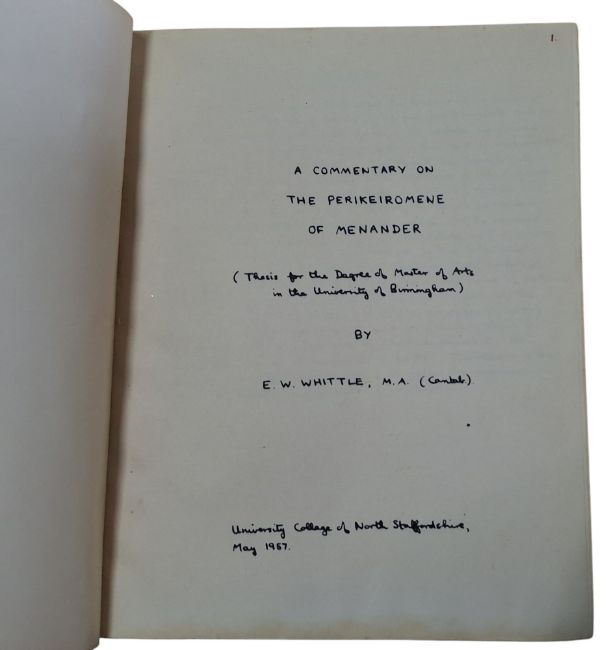 1.
A COMMENTARY ON
THE PERIKEIROMENE
OF MENANDER
(Thesis for the Degree of Master of Arts
in the University of Birmingham)
BY
E. W. WHITTLE, M.A. (Cantab).
University College of North Staffordshire,
May 1957.